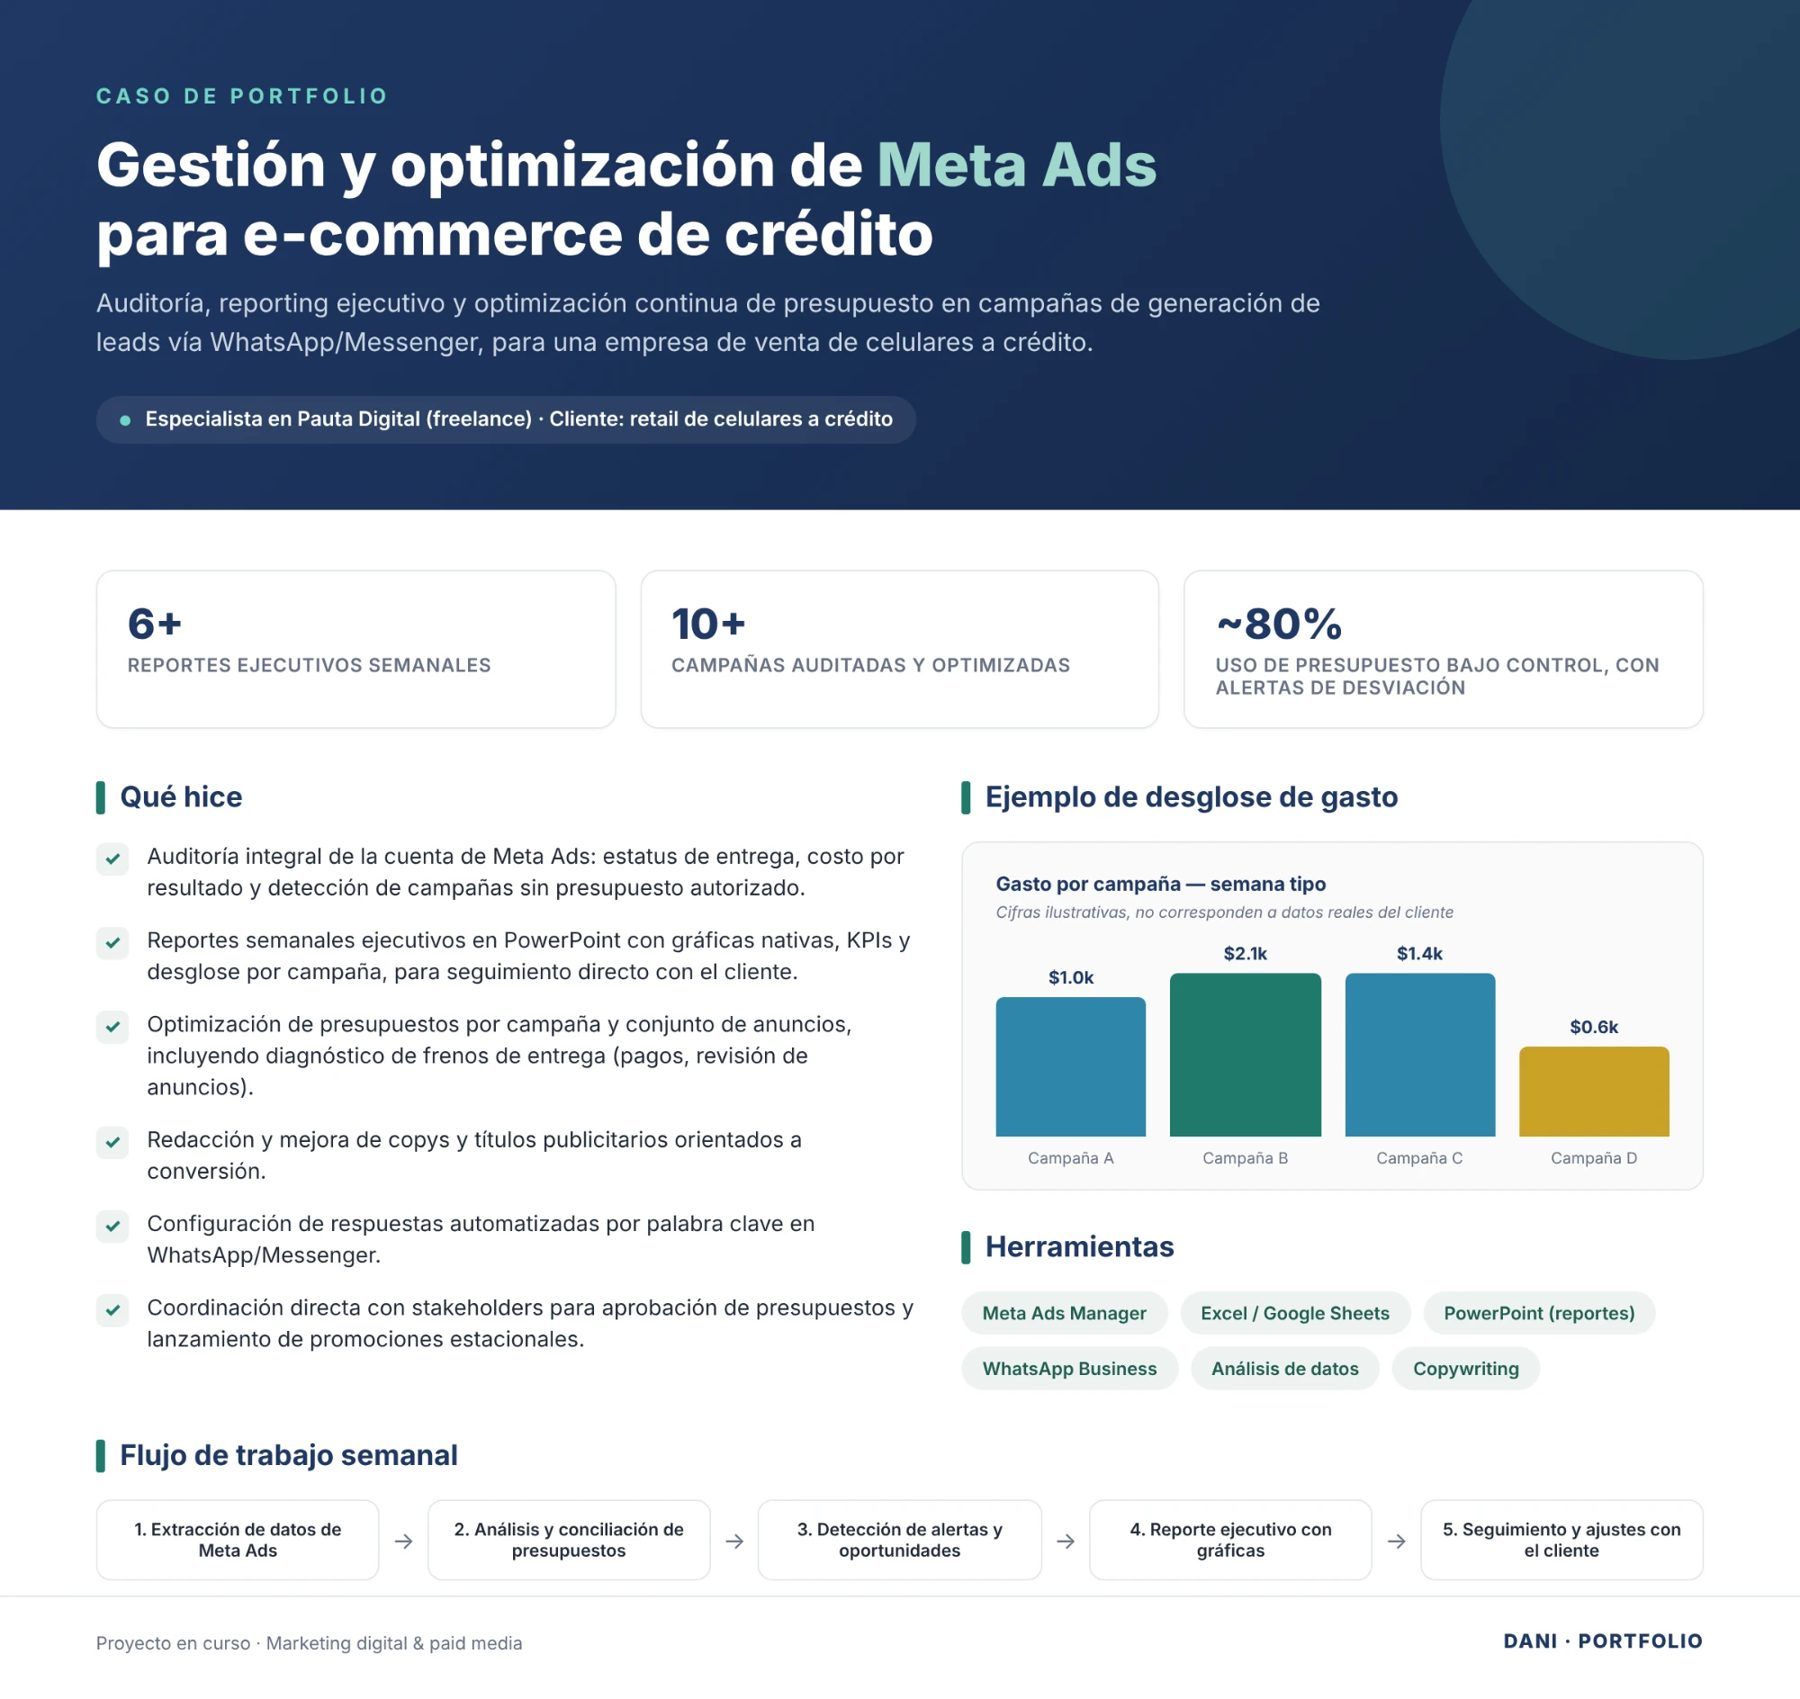 CASO DE PORTFOLIO
Gestión y optimización de Meta Ads
para e-commerce de crédito
Auditoría, reporting ejecutivo y optimización continua de presupuesto en campañas de generación de
leads vía WhatsApp/Messenger, para una empresa de venta de celulares a crédito.
Especialista en Pauta Digital (freelance) · Cliente: retail de celulares a crédito
6+
REPORTES EJECUTIVOS SEMANALES
10+
CAMPAÑAS AUDITADAS Y OPTIMIZADAS
~80%
USO DE PRESUPUESTO BAJO CONTROL, CON
ALERTAS DE DESVIACIÓN
Qué hice
Auditoría integral de la cuenta de Meta Ads: estatus de entrega, costo por
resultado y detección de campañas sin presupuesto autorizado.
Reportes semanales ejecutivos en PowerPoint con gráficas nativas, KPIs y
desglose por campaña, para seguimiento directo con el cliente.
Optimización de presupuestos por campaña y conjunto de anuncios,
incluyendo diagnóstico de frenos de entrega (pagos, revisión de
anuncios).
Redacción y mejora de copys y títulos publicitarios orientados a
conversión.
Configuración de respuestas automatizadas por palabra clave en
WhatsApp/Messenger.
Coordinación directa con stakeholders para aprobación de presupuestos y
lanzamiento de promociones estacionales.
Ejemplo de desglose de gasto
Gasto por campaña — semana tipo
Cifras ilustrativas, no corresponden a datos reales del cliente
$1.0k
$2.1k
$1.4k
$0.6k
Campaña A
Campaña B
Campaña C
Campaña D
Herramientas
Meta Ads Manager
Excel / Google Sheets
PowerPoint (reportes)
WhatsApp Business
Análisis de datos
Copywriting
Flujo de trabajo semanal
1. Extracción de datos de
Meta Ads
→
2. Análisis y conciliación de
presupuestos
→
3. Detección de alertas y
oportunidades
→
4. Reporte ejecutivo con
gráficas
→
5. Seguimiento y ajustes con
el cliente
Proyecto en curso · Marketing digital & paid media
DANI · PORTFOLIO